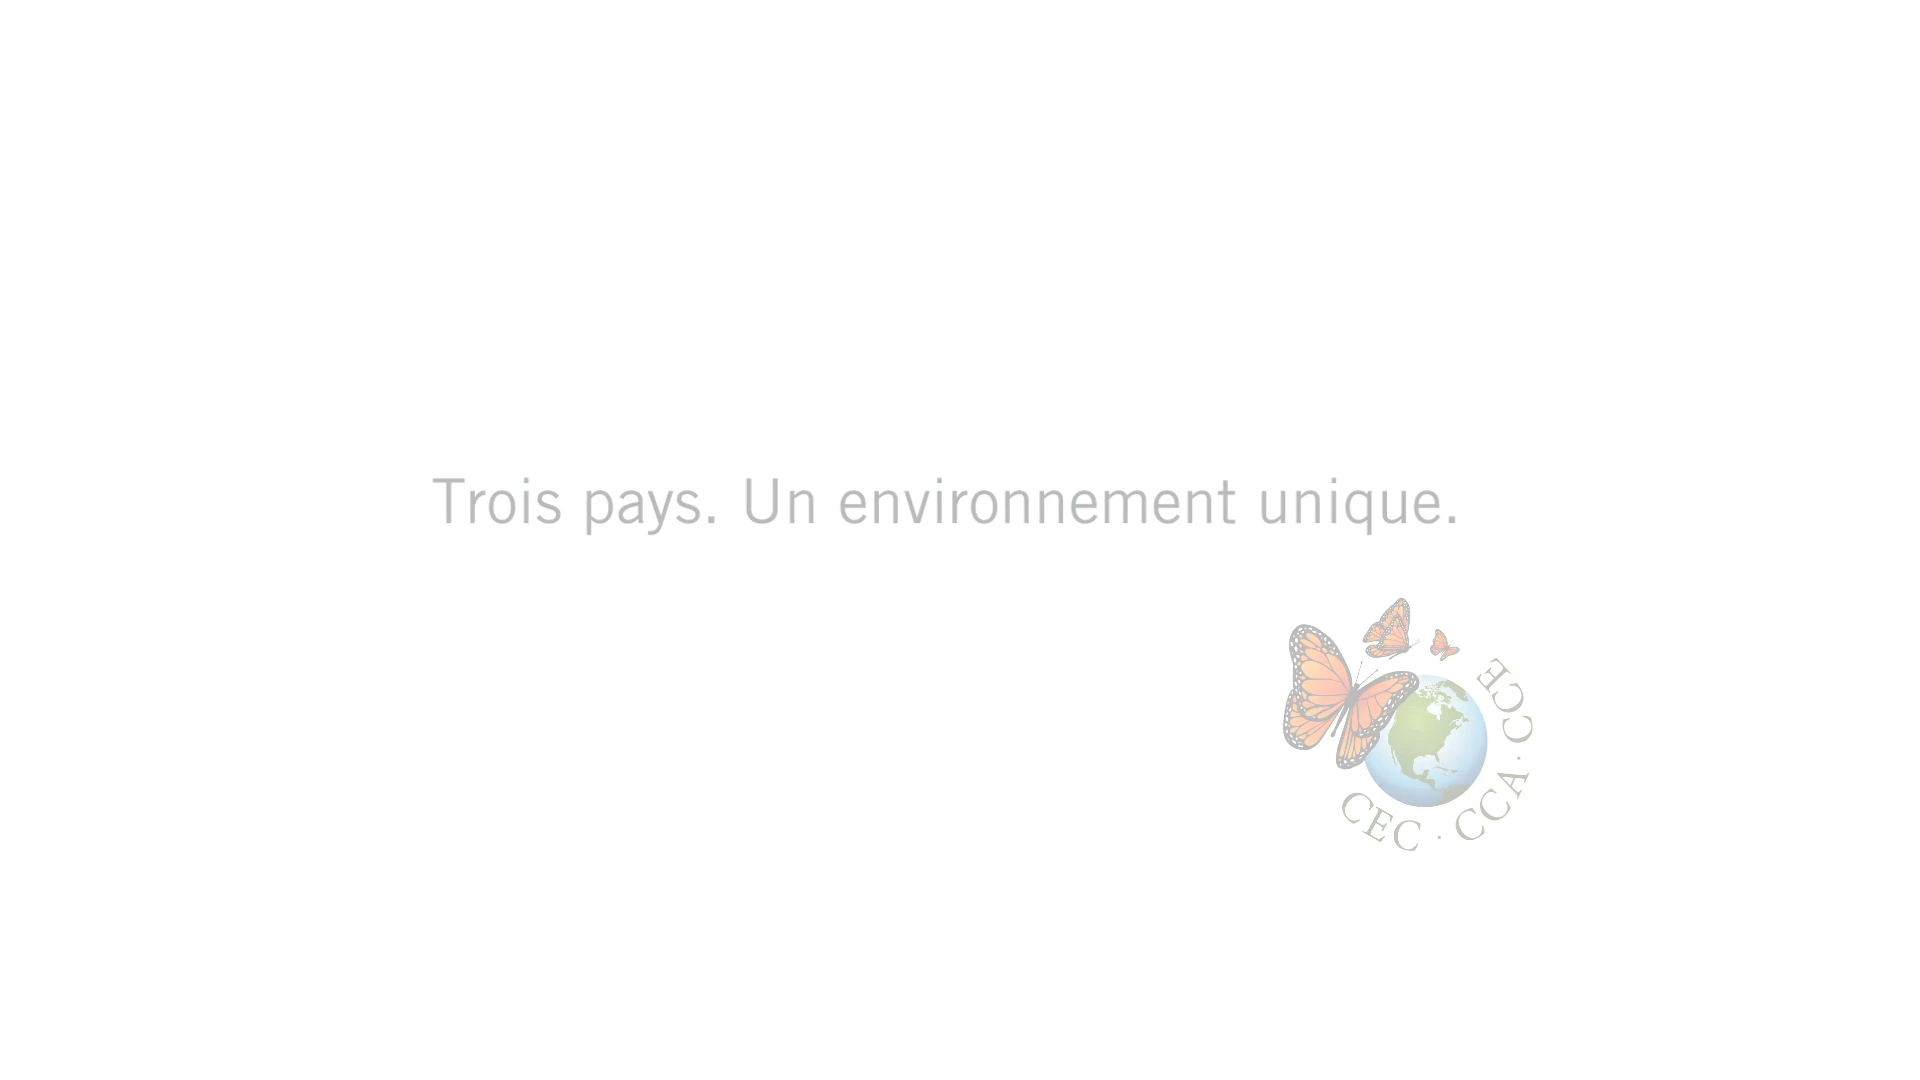 Trois pays. Un environnement unique.
CEC · CCA · CCE